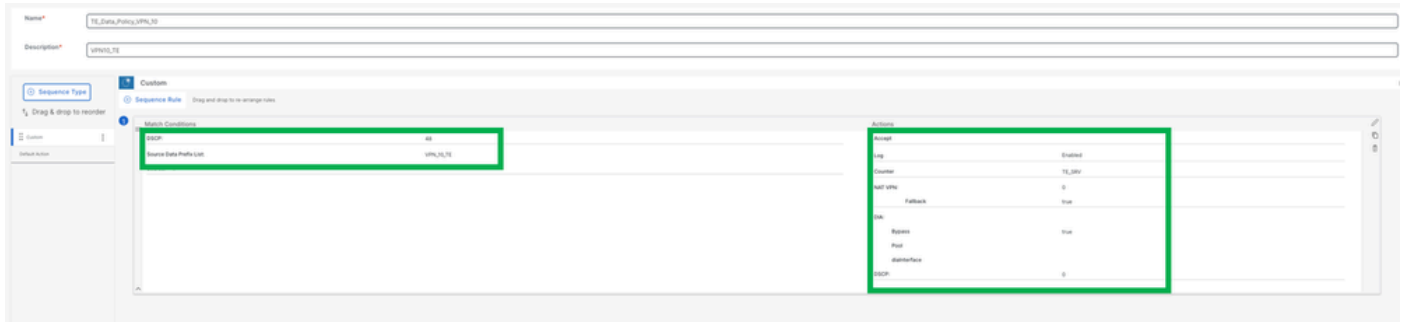 Name*
TE_Data_Policy_VPN_10
Description*
VPN10_TE
Sequence Type
Drag & drop to reorder
Custom
Default Action
Custom
Sequence Rule Drag and drop to re-arrange rules
1
Match Conditions
DSCP:
Source Data Prefix List: VPN_10_TE
Actions
Accept
Log Enabled
Counter TE_SRV
NAT VPN: 0
Fallback true
DIA:
Bypass true
Pool
diaInterface
DSCP: 0